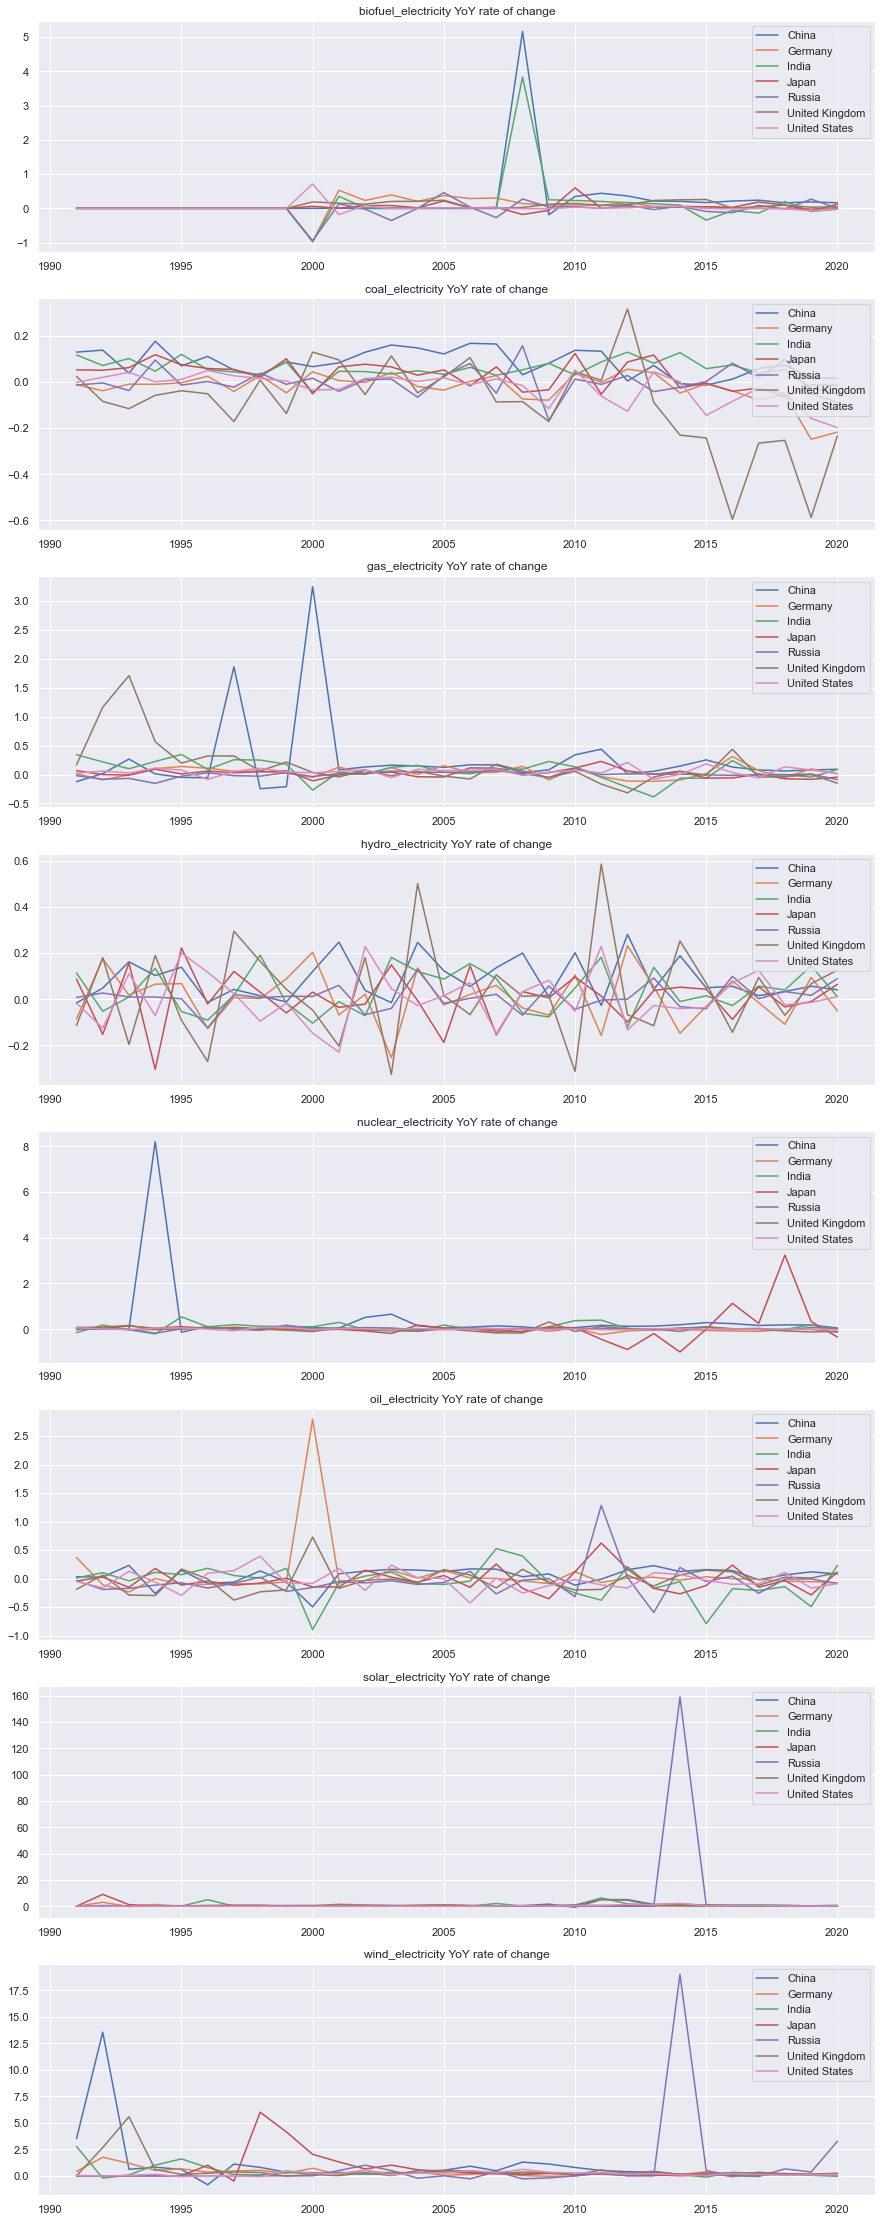 biofuel_electricity YoY rate of change
5
4
3
2
1
0
−1
China
Germany
India
Japan
Russia
United Kingdom
United States
1990 1995 2000 2005 2010 2015 2020
coal_electricity YoY rate of change
0.2
0.0
−0.2
−0.4
−0.6
China
Germany
India
Japan
Russia
United Kingdom
United States
1990 1995 2000 2005 2010 2015 2020
gas_electricity YoY rate of change
3.0
2.5
2.0
1.5
1.0
0.5
0.0
−0.5
China
Germany
India
Japan
Russia
United Kingdom
United States
1990 1995 2000 2005 2010 2015 2020
hydro_electricity YoY rate of change
0.6
0.4
0.2
0.0
−0.2
China
Germany
India
Japan
Russia
United Kingdom
United States
1990 1995 2000 2005 2010 2015 2020
nuclear_electricity YoY rate of change
8
6
4
2
0
China
Germany
India
Japan
Russia
United Kingdom
United States
1990 1995 2000 2005 2010 2015 2020
oil_electricity YoY rate of change
2.5
2.0
1.5
1.0
0.5
0.0
−0.5
−1.0
China
Germany
India
Japan
Russia
United Kingdom
United States
1990 1995 2000 2005 2010 2015 2020
solar_electricity YoY rate of change
160
140
120
100
80
60
40
20
0
China
Germany
India
Japan
Russia
United Kingdom
United States
1990 1995 2000 2005 2010 2015 2020
wind_electricity YoY rate of change
17.5
15.0
12.5
10.0
7.5
5.0
2.5
0.0
China
Germany
India
Japan
Russia
United Kingdom
United States
1990 1995 2000 2005 2010 2015 2020